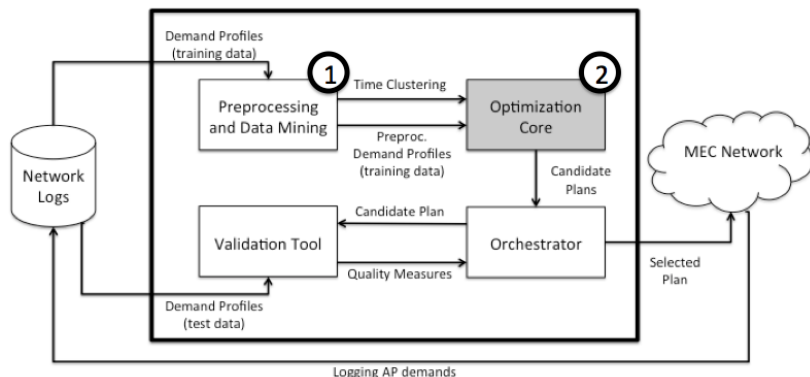 Demand Profiles
(training data)
1
2
Preprocessing
and Data Mining
Time Clustering
Preproc.
Demand Profiles
(training data)
Optimization
Core
MEC Network
Network
Logs
Candidate
Plans
Validation Tool
Candidate Plan
Quality Measures
Orchestrator
Selected
Plan
Demand Profiles
(test data)
Logging AP demands